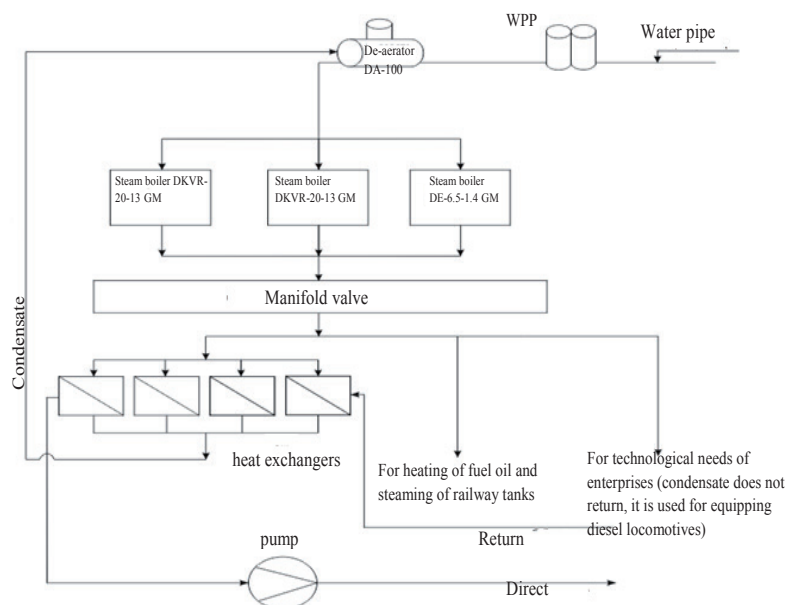 WPP
Water pipe
De-aerator
DA-100
Steam boiler DKVR-
20-13 GM
Steam boiler
DKVR-20-13 GM
Steam boiler
DE-6.5-1.4 GM
Manifold valve
Condensate
heat exchangers
For heating of fuel oil and
steaming of railway tanks
For technological needs of
enterprises (condensate does not
return, it is used for equipping
diesel locomotives)
Return
pump
Direct